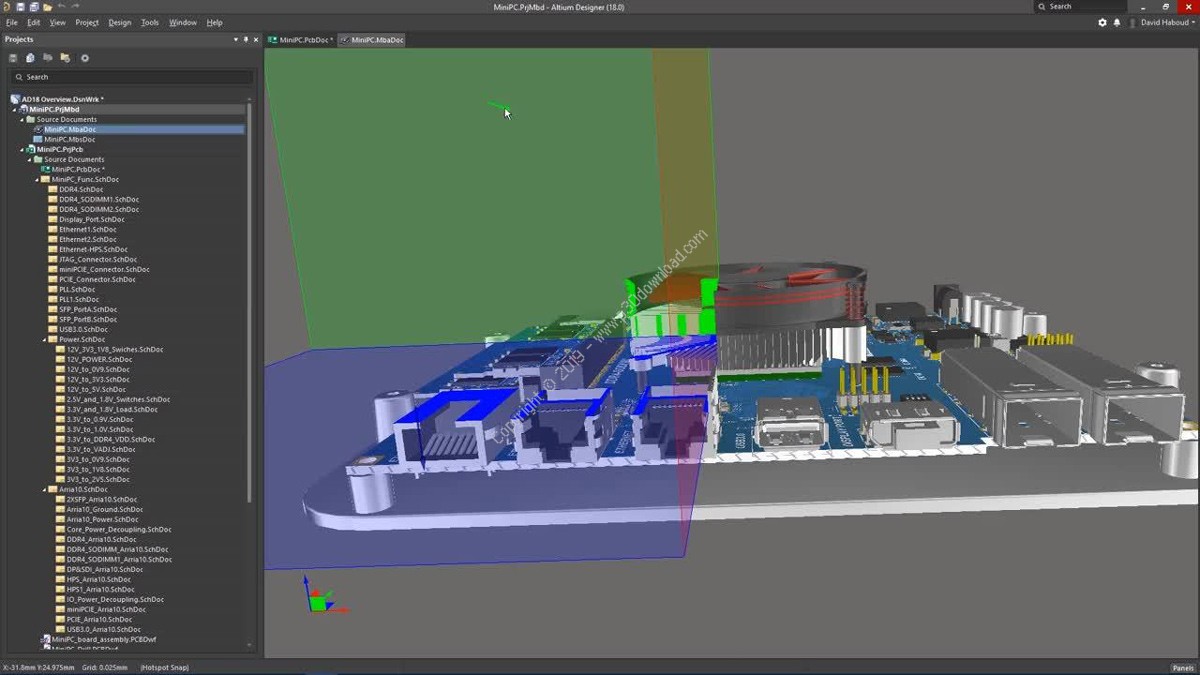 MiniPC.PrjMbd - Altium Designer (18.0)
Search
File Edit View Project Design Tools Window Help
David Haboud
Projects
MiniPC.PcbDoc *
MiniPC.MbaDoc
Search
AD18 Overview.DsnWrk *
MiniPC.PrjMbd
Source Documents
MiniPC.MbaDoc
MiniPC.MbsDoc
MiniPC.PrjPcb
Source Documents
MiniPC.PcbDoc *
MiniPC_Func.SchDoc
DDR4.SchDoc
DDR4_SODIMM1.SchDoc
DDR4_SODIMM2.SchDoc
Display_Port.SchDoc
Ethernet1.SchDoc
Ethernet2.SchDoc
Ethernet-HPS.SchDoc
JTAG_Connector.SchDoc
miniPCIE_Connector.SchDoc
PCIE_Connector.SchDoc
PLL.SchDoc
PLL1.SchDoc
SFP_PortA.SchDoc
SFP_PortB.SchDoc
USB3.0.SchDoc
Power.SchDoc
12V_3V3_1V8_Swiches.SchDoc
12V_POWER.SchDoc
12V_to_0V9.SchDoc
12V_to_3V3.SchDoc
12V_to_5V.SchDoc
2.5V_and_1.8V_Switches.SchDoc
3.3V_and_1.8V_Load.SchDoc
3.3V_to_0.9V.SchDoc
3.3V_to_1.0V.SchDoc
3.3V_to_DDR4_VDD.SchDoc
3.3V_to_VADJ.SchDoc
3V3_to_0V9.SchDoc
3V3_to_1V8.SchDoc
3V3_to_2V5.SchDoc
Arria10.SchDoc
2XSFP_Arria10.SchDoc
Arria10_Ground.SchDoc
Arria10_Power.SchDoc
Core_Power_Decoupling.SchDoc
DDR4_Arria10.SchDoc
DDR4_SODIMM_Arria10.SchDoc
DDR4_SODIMM1_Arria10.SchDoc
DP&SDI_Arria10.SchDoc
HPS_Arria10.SchDoc
HPS1_Arria10.SchDoc
IO_Power_Decoupling.SchDoc
miniPCIE_Arria10.SchDoc
PCIE_Arria10.SchDoc
USB3.0_Arria10.SchDoc
MiniPC_board_assembly.PCBDwf
Copyright © 2019 - www.p30download.com
X:-31.8mm Y:24.975mm Grid: 0.025mm (Hotspot Snap)
Panels